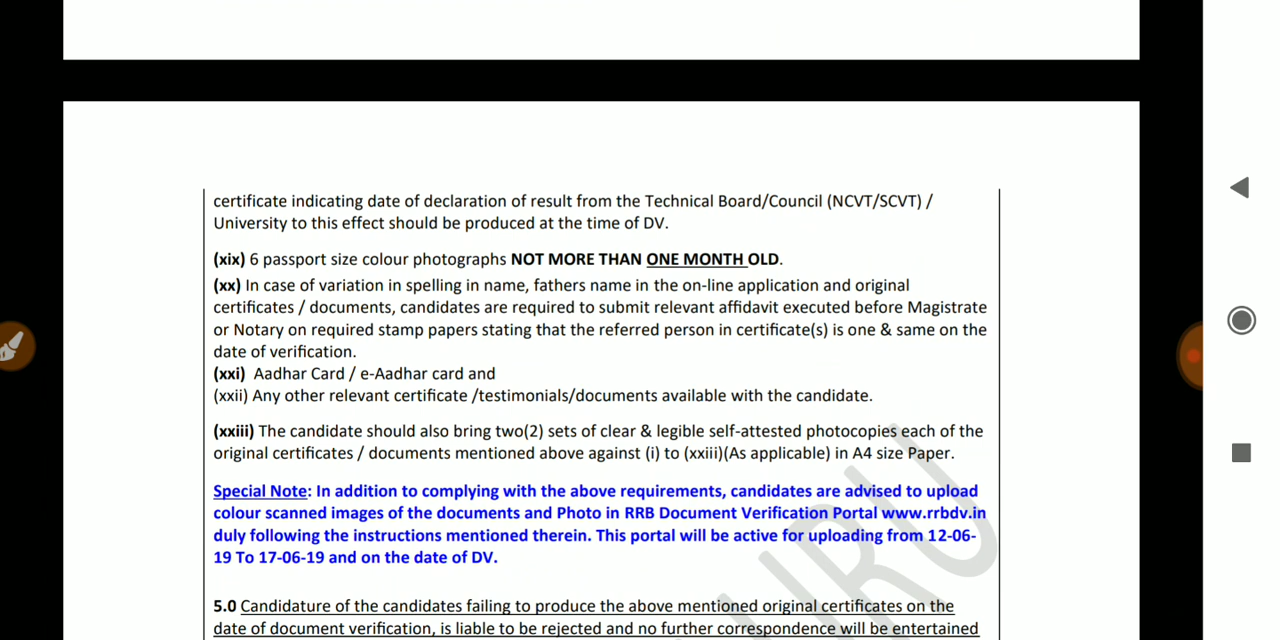 certificate indicating date of declaration of result from the Technical Board/Council (NCVT/SCVT) /
University to this effect should be produced at the time of DV.
(xix) 6 passport size colour photographs NOT MORE THAN ONE MONTH OLD.
(xx) In case of variation in spelling in name, fathers name in the on-line application and original
certificates / documents, candidates are required to submit relevant affidavit executed before Magistrate
or Notary on required stamp papers stating that the referred person in certificate(s) is one & same on the
date of verification.
(xxi) Aadhar Card / e-Aadhar card and
(xxii) Any other relevant certificate /testimonials/documents available with the candidate.
(xxiii) The candidate should also bring two(2) sets of clear & legible self-attested photocopies each of the
original certificates / documents mentioned above against (i) to (xxiii)(As applicable) in A4 size Paper.
Special Note: In addition to complying with the above requirements, candidates are advised to upload
colour scanned images of the documents and Photo in RRB Document Verification Portal www.rrbdv.in
duly following the instructions mentioned therein. This portal will be active for uploading from 12-06-
19 To 17-06-19 and on the date of DV.
5.0 Candidature of the candidates failing to produce the above mentioned original certificates on the
date of document verification, is liable to be rejected and no further correspondence will be entertained
URU